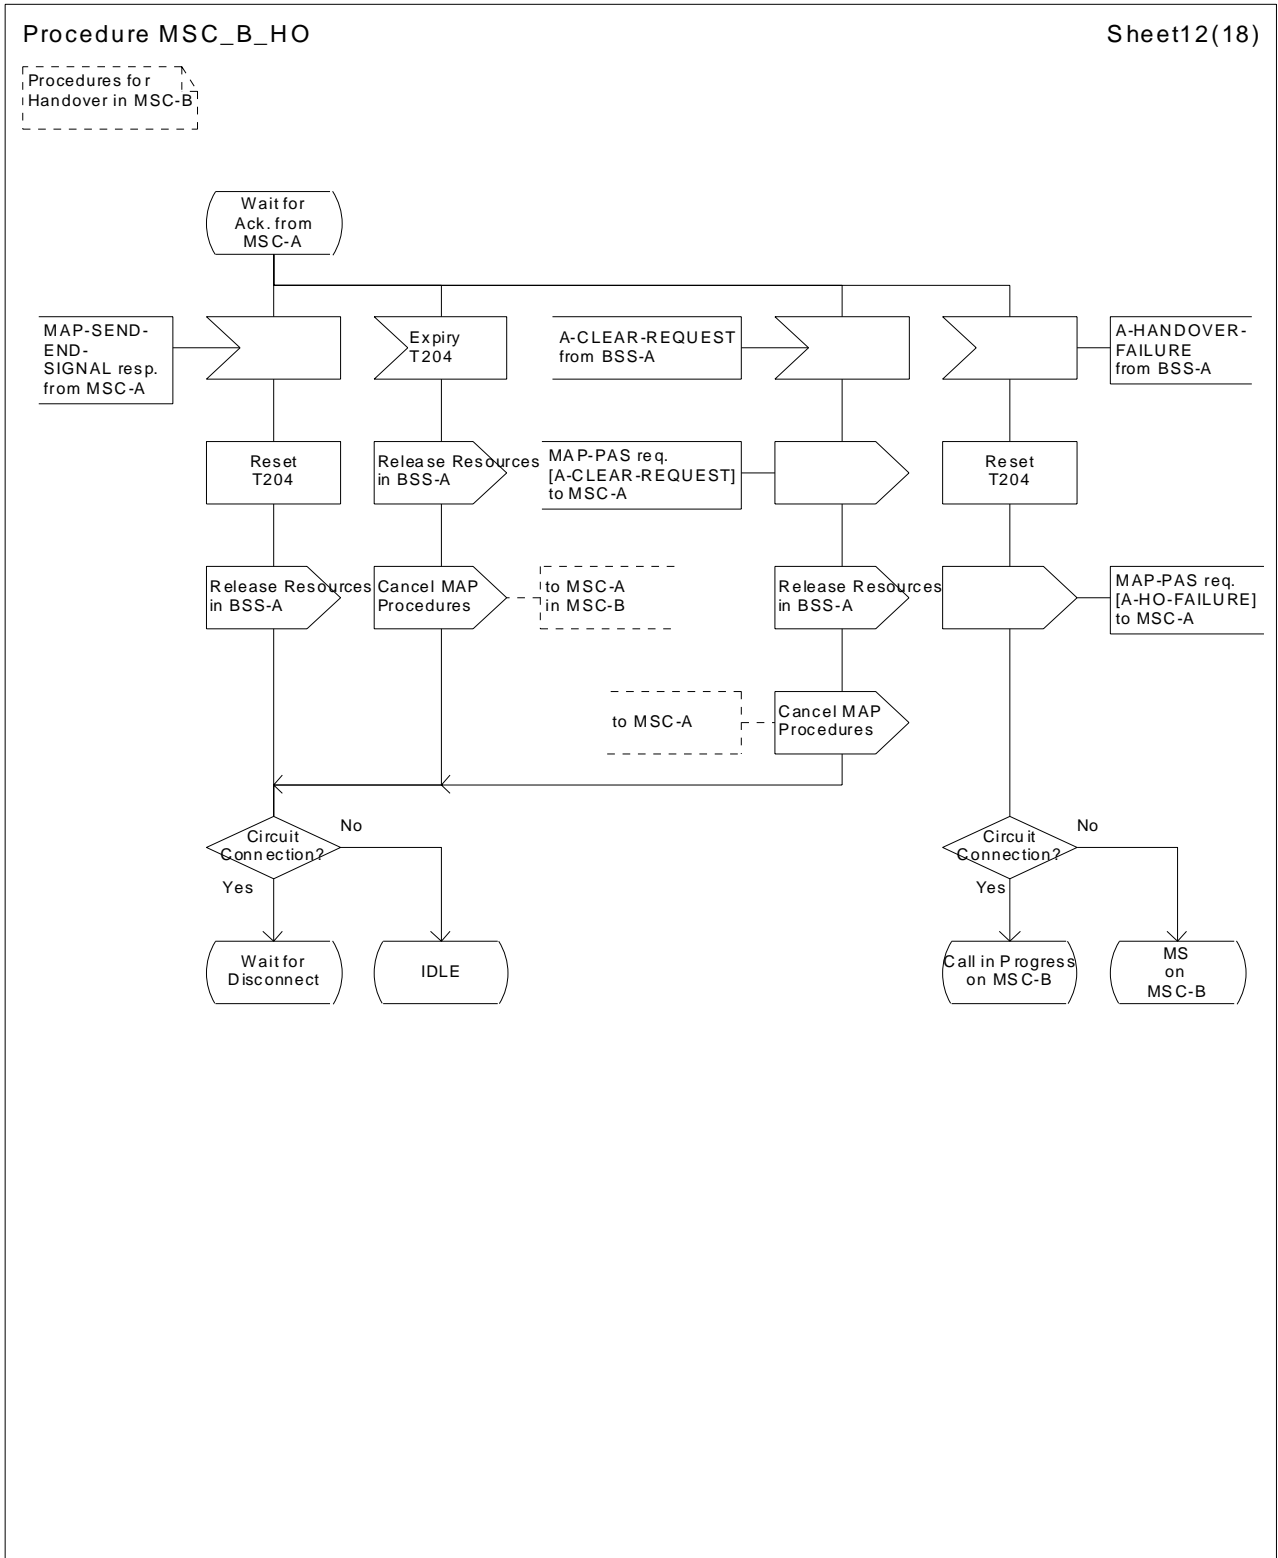 Procedure MSC_B_HO
Sheet12(18)
Procedures for
Handover in MSC-B
Wait for
Ack. from
MSC-A
MAP-SEND-
END-
SIGNAL resp.
from MSC-A
Expiry
T204
A-CLEAR-REQUEST
from BSS-A
A-HANDOVER-
FAILURE
from BSS-A
Reset
T204
Release Resources
in BSS-A
MAP-PAS req.
[A-CLEAR-REQUEST]
to MSC-A
Reset
T204
Release Resources
in BSS-A
Cancel MAP
Procedures
to MSC-A
in MSC-B
Release Resources
in BSS-A
MAP-PAS req.
[A-HO-FAILURE]
to MSC-A
to MSC-A
Cancel MAP
Procedures
Circuit
Connection?
No
Yes
Circuit
Connection?
No
Yes
Wait for
Disconnect
IDLE
Call in Progress
on MSC-B
MS
on
MSC-B